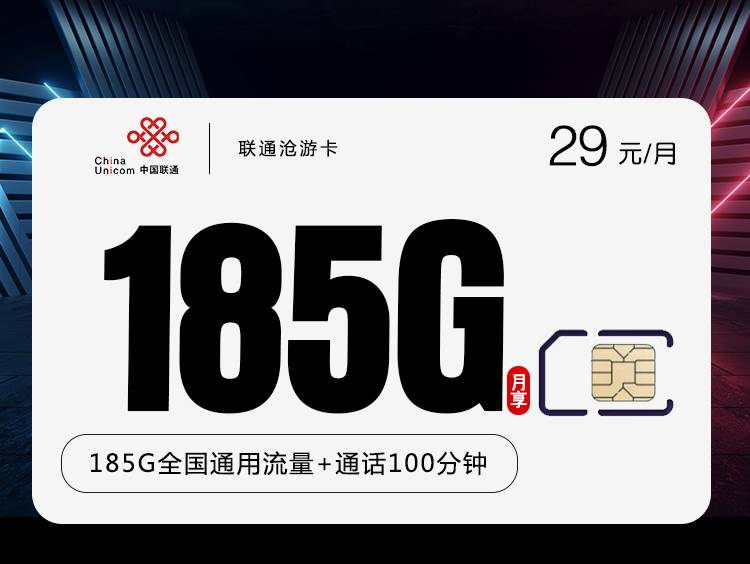 China
Unicom 中国联通
联通沧游卡
29 元/月
185G
月享
185G全国通用流量+通话100分钟